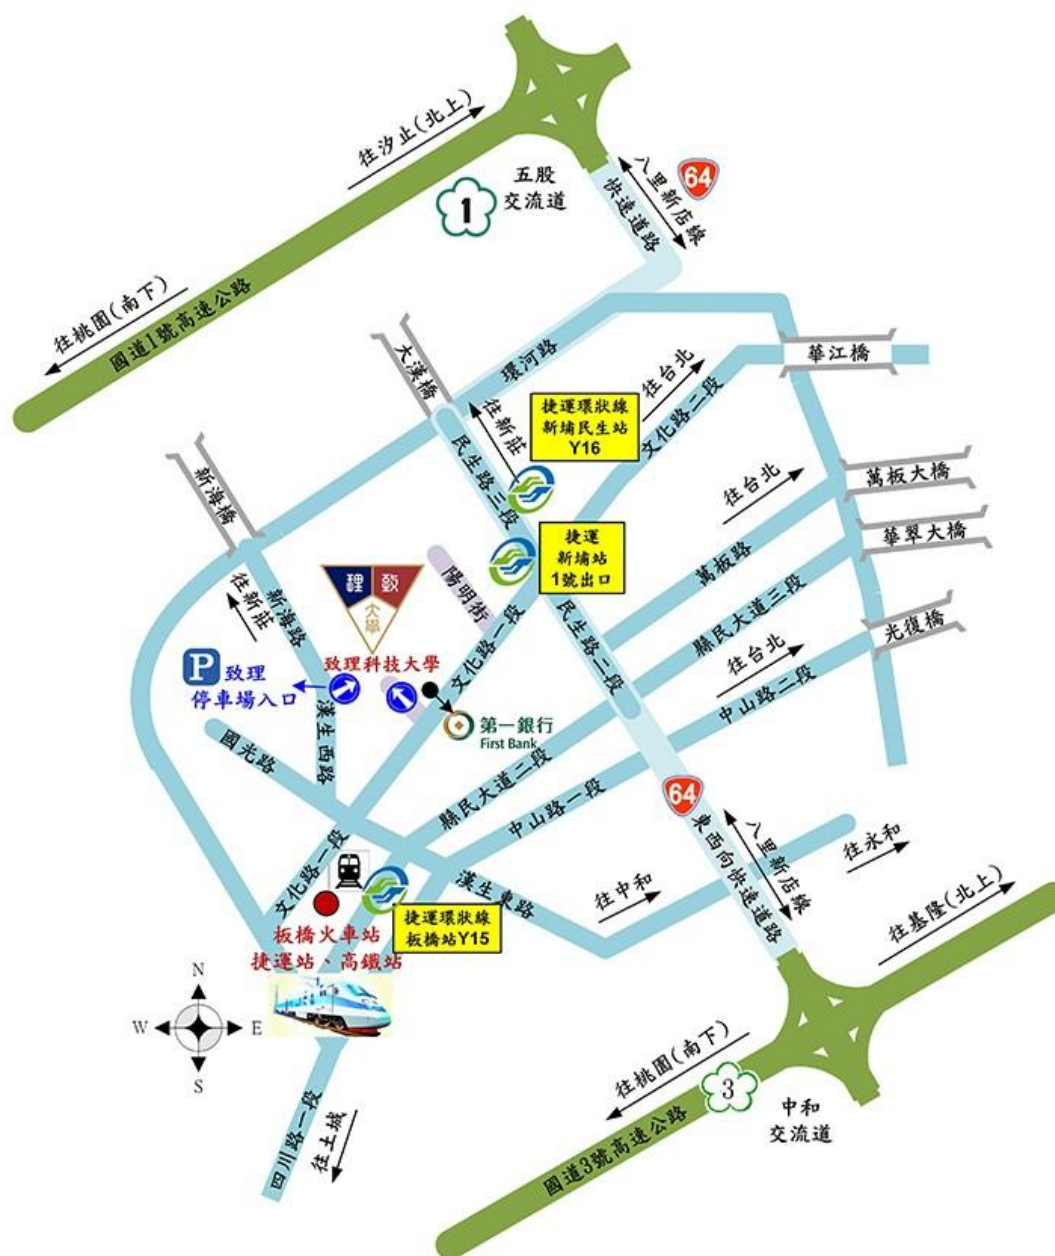 往汐止(北上)
五股
交流道
1
64
八里新店線
快速道路
往桃園(南下)
國道1號高速公路
大漢橋
環河路
往台北
華江橋
往新莊
捷運環狀線
新埔民生站
Y16
文化路二段
民生路三段
新海橋
往台北
萬板大橋
捷運
新埔站
1號出口
華翠大橋
萬板路
陽明街
往新莊
新海路
理
致
大學
文化路一段
民生路二段
縣民大道三段
光復橋
致理科技大學
往台北
中山路二段
P
致理
停車場入口
漢生西路
第一銀行
First Bank
國光路
縣民大道二段
中山路一段
64
東西向快速道路
八里新店線
文化路一段
漢生東路
往中和
往永和
捷運環狀線
板橋站Y15
板橋火車站
捷運站、高鐵站
往基隆(北上)
N
W
E
S
往桃園(南下)
3
中和
交流道
國道3號高速公路
四川路一段
往土城